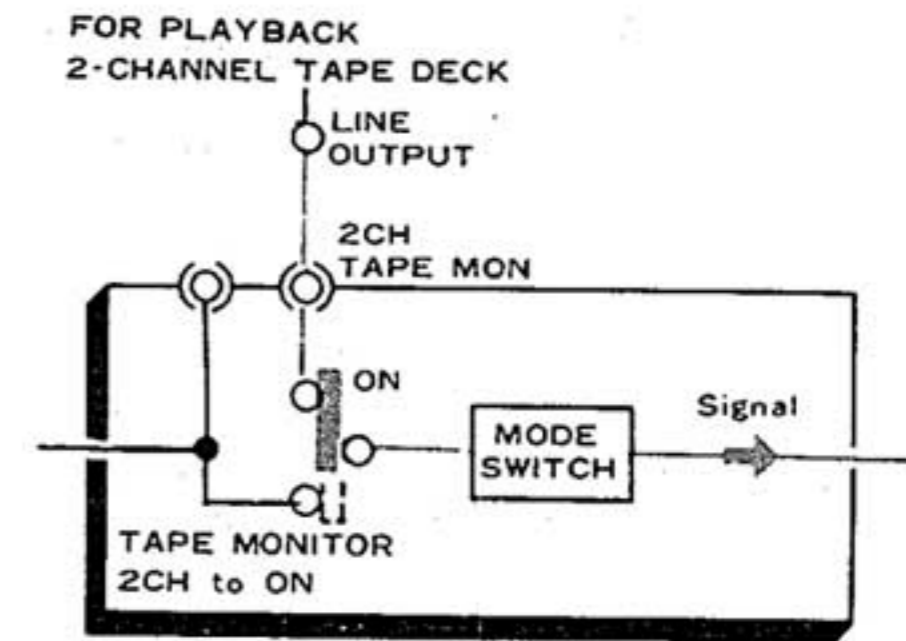 FOR PLAYBACK
2-CHANNEL TAPE DECK
LINE
OUTPUT
2CH
TAPE MON
ON
MODE
SWITCH
Signal
TAPE MONITOR
2CH to ON